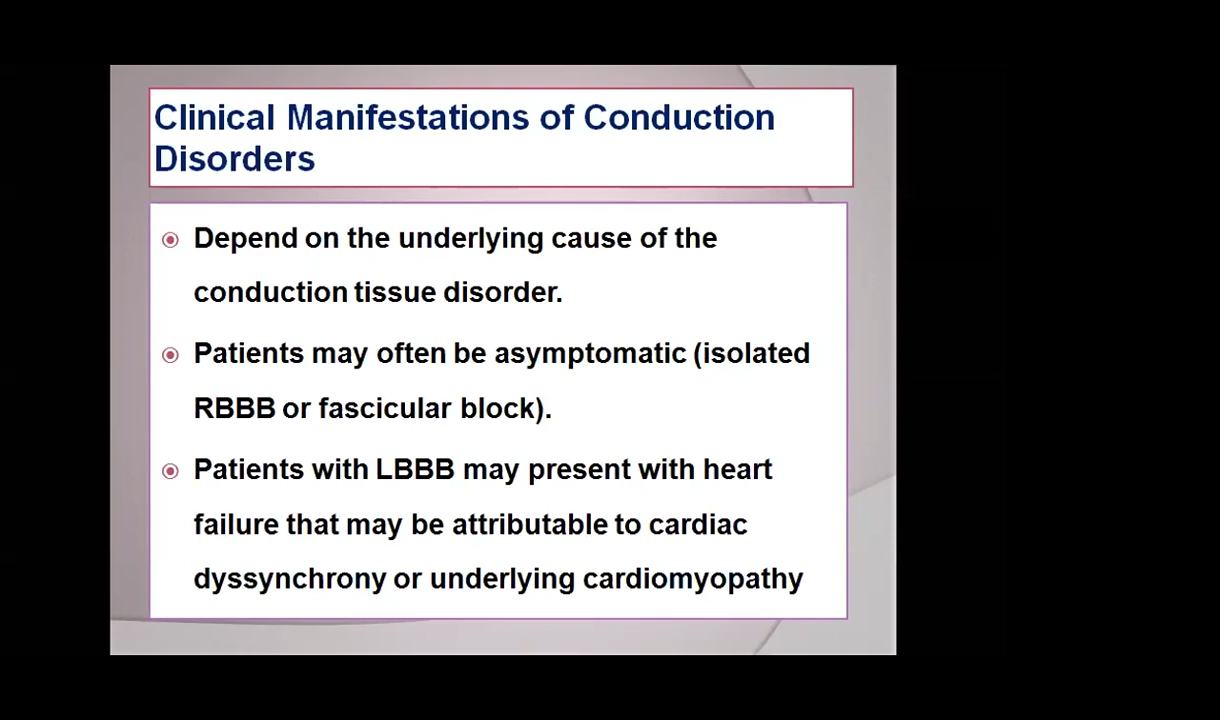 Clinical Manifestations of Conduction
Disorders
Depend on the underlying cause of the
conduction tissue disorder.
Patients may often be asymptomatic (isolated
RBBB or fascicular block).
Patients with LBBB may present with heart
failure that may be attributable to cardiac
dyssynchrony or underlying cardiomyopathy